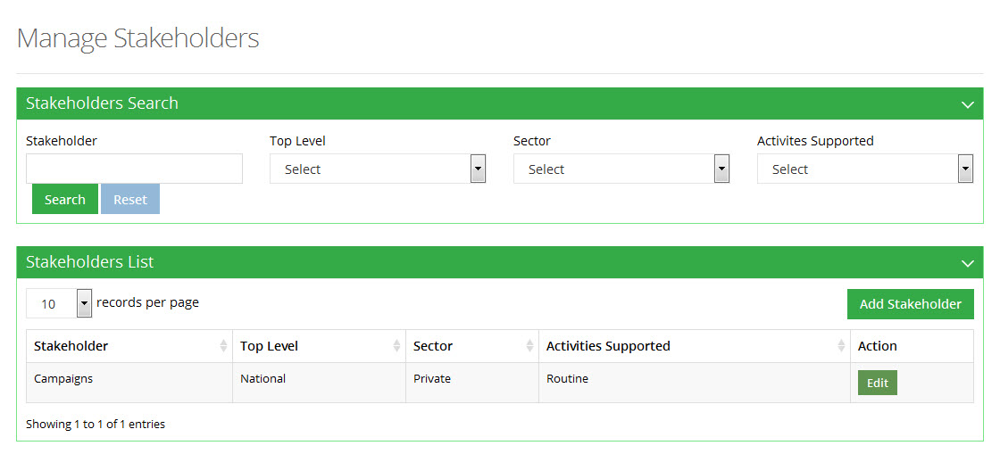 Manage Stakeholders
Stakeholders Search
Stakeholder Top Level Sector Activites Supported
Select Select Select
Search Reset
Stakeholders List
10 records per page Add Stakeholder
Stakeholder Top Level Sector Activities Supported Action
Campaigns National Private Routine Edit
Showing 1 to 1 of 1 entries